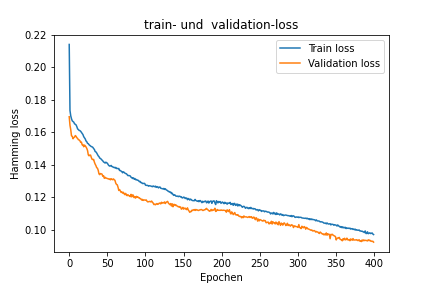 train- und  validation-loss
Train loss
Validation loss
Hamming loss
0.22
0.20
0.18
0.16
0.14
0.12
0.10
0 50 100 150 200 250 300 350 400
Epochen